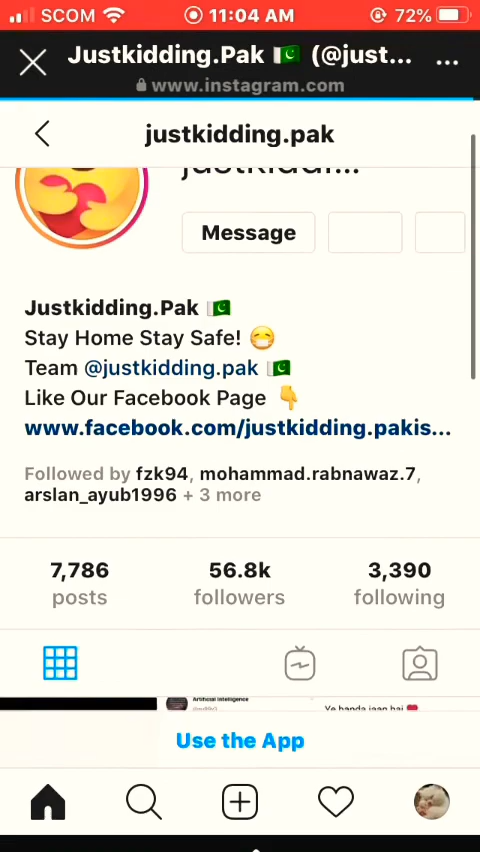 SCOM 11:04 AM 72%
Justkidding.Pak 🇵🇰 (@just...
www.instagram.com
justkidding.pak
justkiddi...
Message
Justkidding.Pak 🇵🇰
Stay Home Stay Safe! 😷
Team @justkidding.pak 🇵🇰
Like Our Facebook Page 👇
www.facebook.com/justkidding.pakis...
Followed by fzk94, mohammad.rabnawaz.7,
arslan_ayub1996 + 3 more
7,786 56.8k 3,390
posts followers following
Artificial Intelligence
Ye banda jaan hai ❤️
Use the App